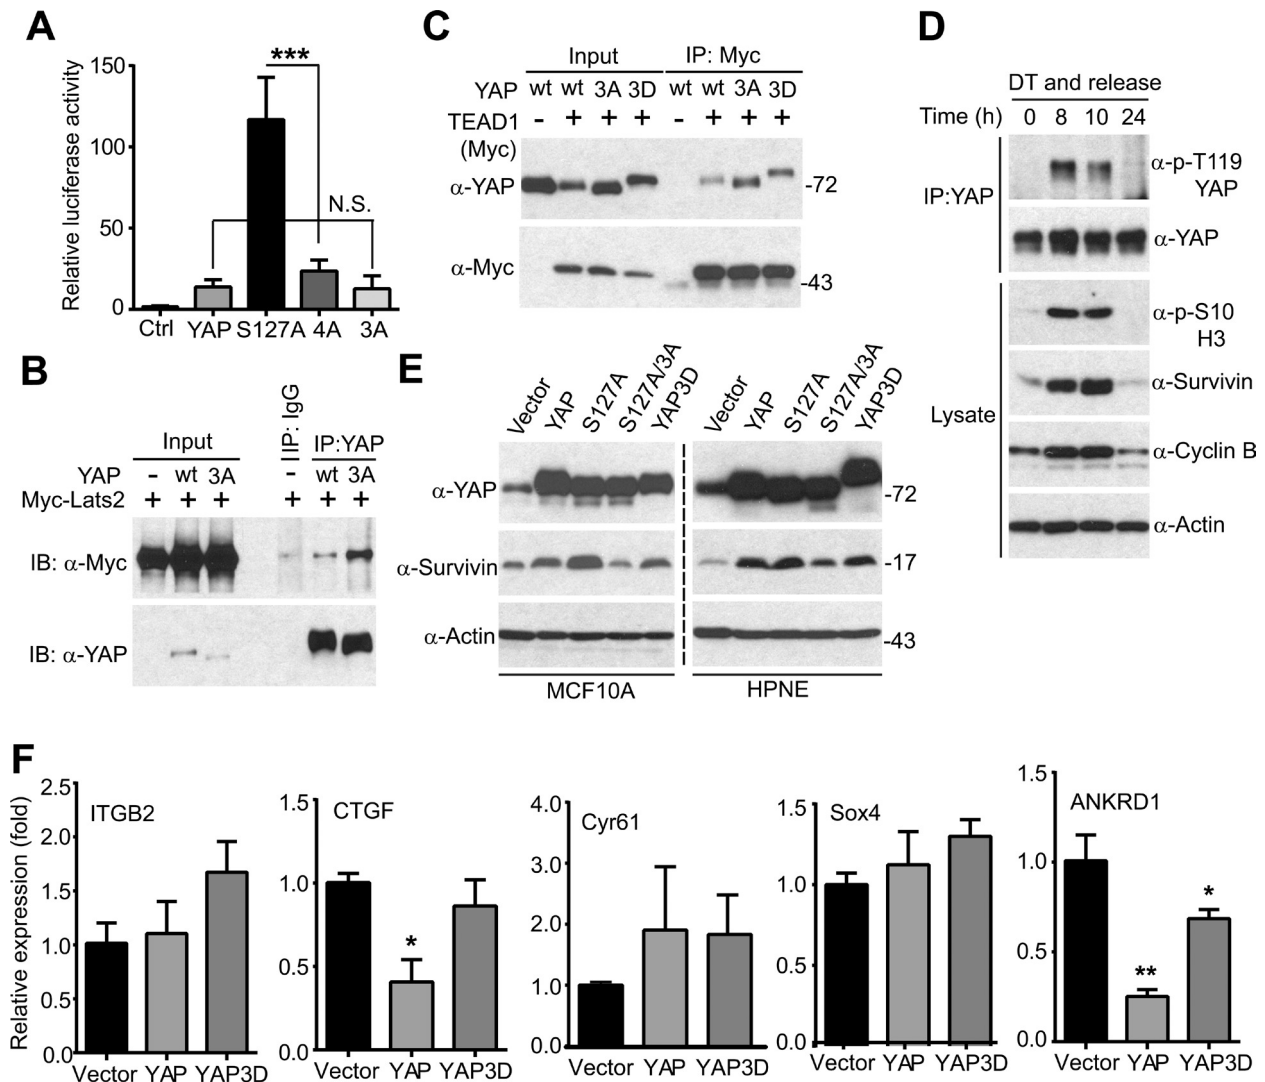 A
Relative luciferase activity
150
100
50
0
***
N.S.
Ctrl YAP S127A 4A 3A
B
Input IP: IgG IP:YAP
YAP - wt 3A - wt 3A
Myc-Lats2 + + + + + +
IB: α-Myc
IB: α-YAP
C
Input IP: Myc
YAP wt wt 3A 3D wt wt 3A 3D
TEAD1 - + + + - + + +
(Myc)
α-YAP -72
α-Myc -43
D
DT and release
Time (h) 0 8 10 24
IP:YAP
α-p-T119
YAP
α-YAP
Lysate
α-p-S10
H3
α-Survivin
α-Cyclin B
α-Actin
E
Vector YAP S127A S127A/3A YAP3D Vector YAP S127A S127A/3A YAP3D
α-YAP -72
α-Survivin -17
α-Actin -43
MCF10A HPNE
F
Relative expression (fold)
ITGB2
2.5
2.0
1.5
1.0
0.5
0.0
Vector YAP YAP3D
CTGF
1.5
1.0
0.5
0.0
*
Vector YAP YAP3D
Cyr61
4.0
3.0
2.0
1.0
0.0
Vector YAP YAP3D
Sox4
1.5
1.0
0.5
0.0
Vector YAP YAP3D
ANKRD1
1.5
1.0
0.5
0.0
**
*
Vector YAP YAP3D